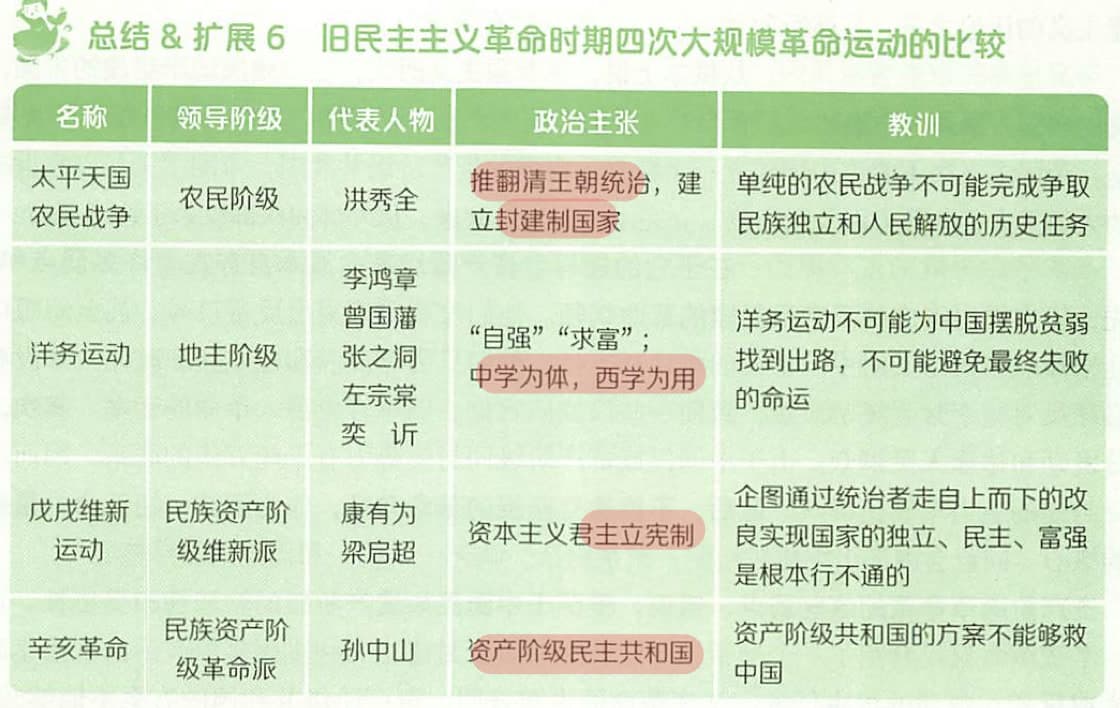 总结 & 扩展 6 旧民主主义革命时期四次大规模革命运动的比较
名称 领导阶级 代表人物 政治主张 教训
太平天国
农民战争
农民阶级
洪秀全
推翻清王朝统治，建
立封建制国家
单纯的农民战争不可能完成争取
民族独立和人民解放的历史任务
洋务运动
地主阶级
李鸿章
曾国藩
张之洞
左宗棠
奕 䜣
“自强”“求富”；
中学为体，西学为用
洋务运动不可能为中国摆脱贫弱
找到出路，不可能避免最终失败
的命运
戊戌维新
运动
民族资产阶
级维新派
康有为
梁启超
资本主义君主立宪制
企图通过统治者走自上而下的改
良实现国家的独立、民主、富强
是根本行不通的
辛亥革命
民族资产阶
级革命派
孙中山
资产阶级民主共和国
资产阶级共和国的方案不能够救
中国